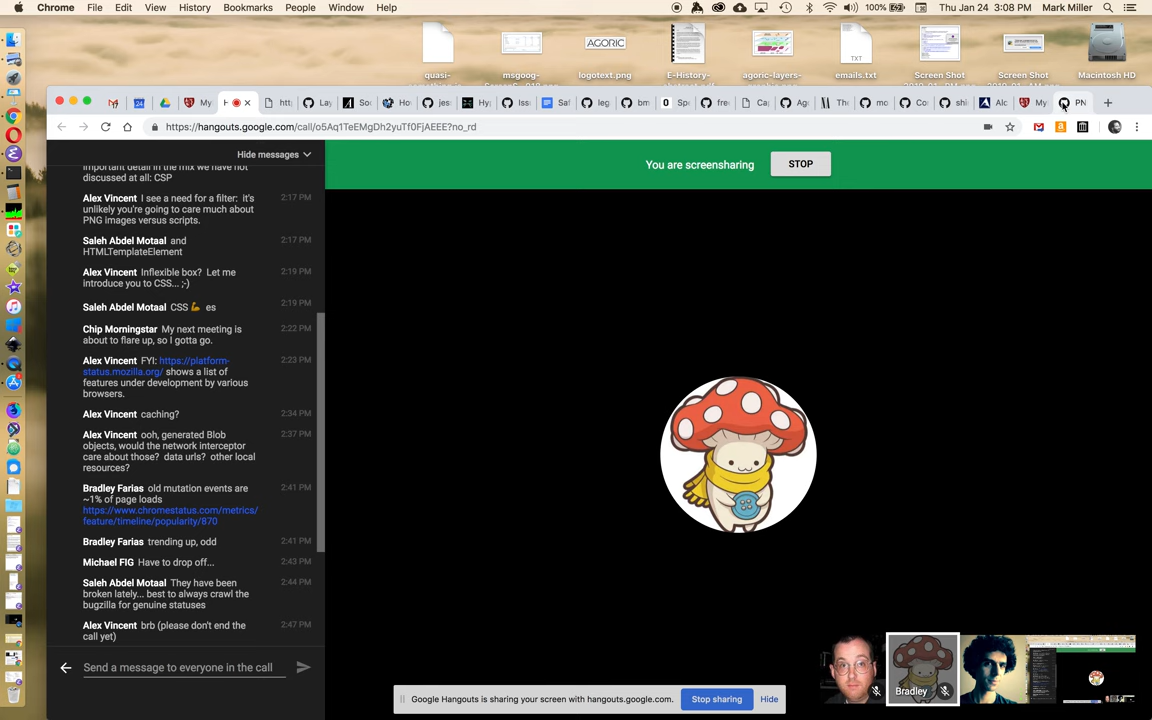 Chrome File Edit View History Bookmarks People Window Help 100% Thu Jan 24 3:08 PM Mark Miller
AGORIC
TXT
quasi- msgoog- logotext.png E-History- agoric-layers- emails.txt Screen Shot Screen Shot Macintosh HD
My H PN
https://hangouts.google.com/call/o5Aq1TeEMgDh2yuTf0FjAEEE?no_rd
Hide messages
You are screensharing STOP
important detail in the mix we have not
discussed at all: CSP
Alex Vincent I see a need for a filter: it's 2:17 PM
unlikely you're going to care much about
PNG images versus scripts.
Saleh Abdel Motaal and 2:17 PM
HTMLTemplateElement
Alex Vincent Inflexible box? Let me 2:19 PM
introduce you to CSS... ;-)
Saleh Abdel Motaal CSS 💪 es 2:19 PM
Chip Morningstar My next meeting is 2:22 PM
about to flare up, so I gotta go.
Alex Vincent FYI: https://platform- 2:23 PM
status.mozilla.org/ shows a list of
features under development by various
browsers.
Alex Vincent caching? 2:34 PM
Alex Vincent ooh, generated Blob 2:37 PM
objects, would the network interceptor
care about those? data urls? other local
resources?
Bradley Farias old mutation events are 2:41 PM
~1% of page loads
https://www.chromestatus.com/metrics/
feature/timeline/popularity/870
Bradley Farias trending up, odd 2:41 PM
Michael FIG Have to drop off... 2:43 PM
Saleh Abdel Motaal They have been 2:44 PM
broken lately... best to always crawl the
bugzilla for genuine statuses
Alex Vincent brb (please don't end the 2:47 PM
call yet)
Send a message to everyone in the call
Bradley
Google Hangouts is sharing your screen with hangouts.google.com. Stop sharing Hide